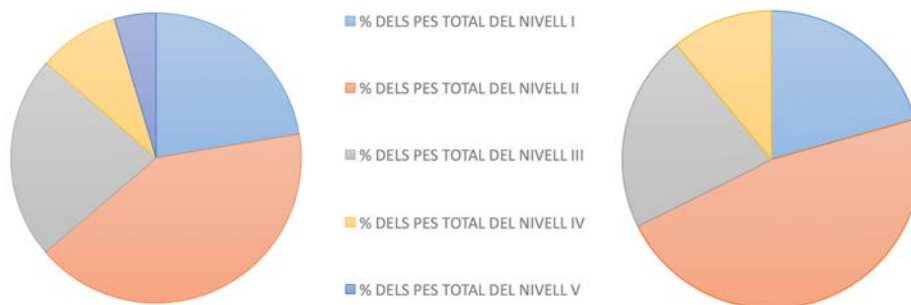 % DELS PES TOTAL DEL NIVELL I
% DELS PES TOTAL DEL NIVELL II
% DELS PES TOTAL DEL NIVELL III
% DELS PES TOTAL DEL NIVELL IV
% DELS PES TOTAL DEL NIVELL V